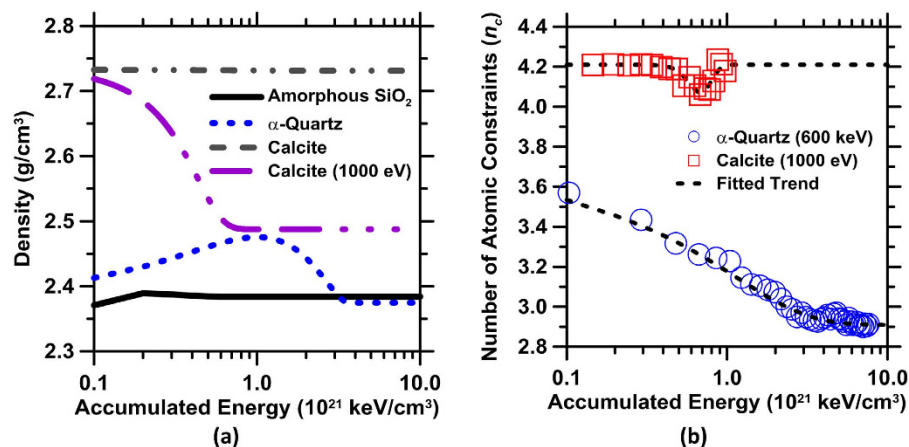 2.8
2.7
2.6
2.5
2.4
2.3
Density (g/cm³)
Amorphous SiO₂
α-Quartz
Calcite
Calcite (1000 eV)
0.1
1.0
10.0
Accumulated Energy (10²¹ keV/cm³)
(a)
4.4
4.2
4.0
3.8
3.6
3.4
3.2
3.0
2.8
Number of Atomic Constraints (n_c)
α-Quartz (600 keV)
Calcite (1000 eV)
Fitted Trend
0.1
1.0
10.0
Accumulated Energy (10²¹ keV/cm³)
(b)